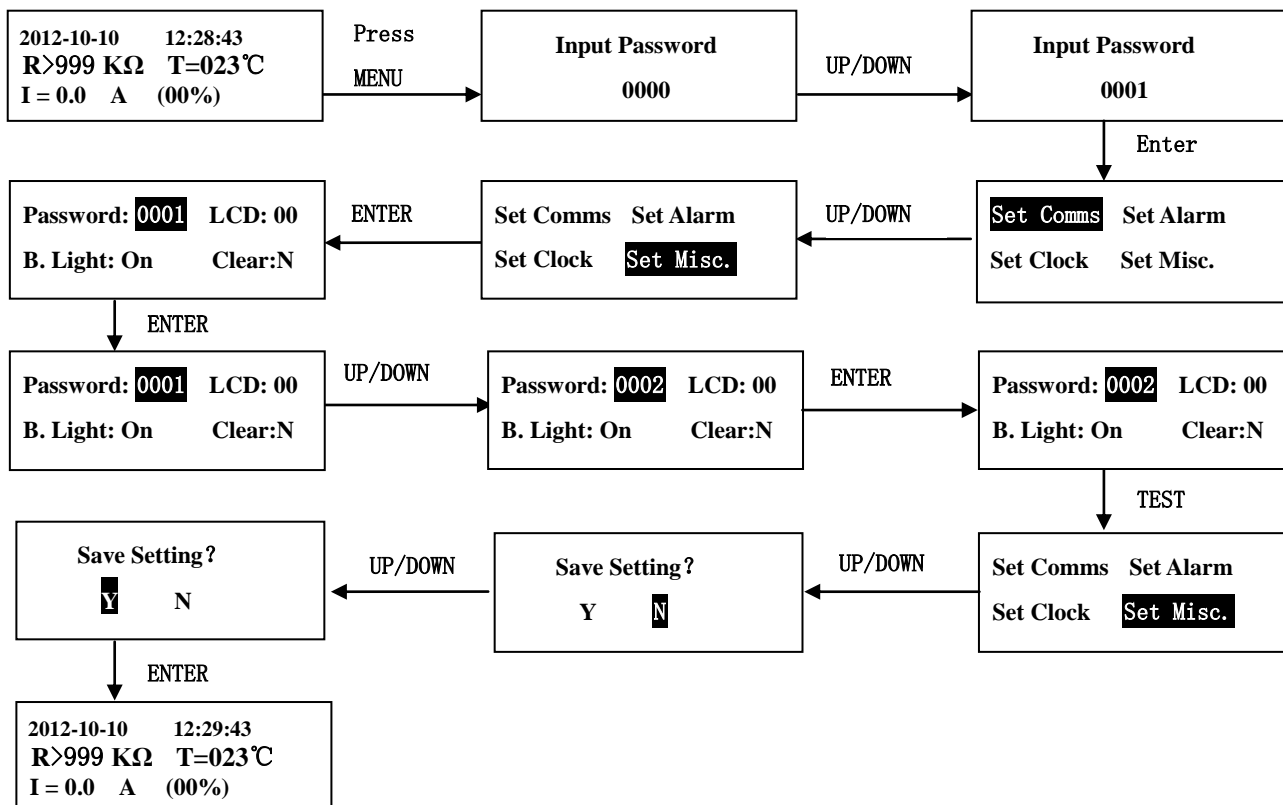 2012-10-10 12:28:43
R>999 KΩ T=023℃
I = 0.0 A (00%)
Press
MENU
Input Password
0000
UP/DOWN
Input Password
0001
Enter
Set Comms Set Alarm
Set Clock Set Misc.
UP/DOWN
Set Comms Set Alarm
Set Clock Set Misc.
ENTER
Password: 0001 LCD: 00
B. Light: On Clear:N
ENTER
Password: 0001 LCD: 00
B. Light: On Clear:N
UP/DOWN
Password: 0002 LCD: 00
B. Light: On Clear:N
ENTER
Password: 0002 LCD: 00
B. Light: On Clear:N
TEST
Set Comms Set Alarm
Set Clock Set Misc.
UP/DOWN
Save Setting?
Y N
UP/DOWN
Save Setting?
Y N
ENTER
2012-10-10 12:29:43
R>999 KΩ T=023℃
I = 0.0 A (00%)